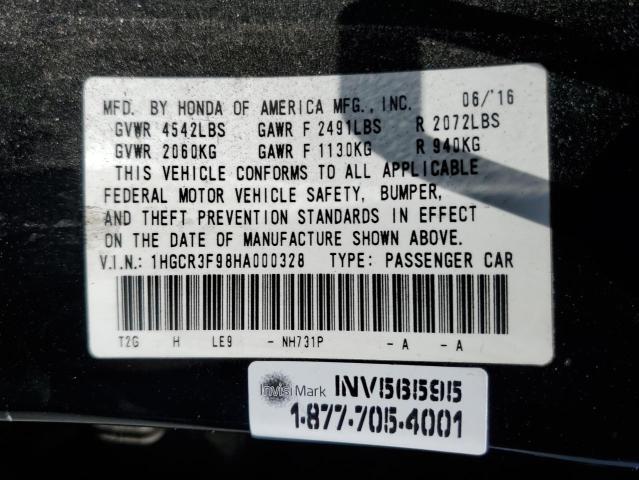 MFD. BY HONDA OF AMERICA MFG., INC. 06/'16
GVWR 4542LBS GAWR F 2491LBS R 2072LBS
GVWR 2060KG GAWR F 1130KG R 940KG
THIS VEHICLE CONFORMS TO ALL APPLICABLE
FEDERAL MOTOR VEHICLE SAFETY, BUMPER,
AND THEFT PREVENTION STANDARDS IN EFFECT
ON THE DATE OF MANUFACTURE SHOWN ABOVE.
V.I.N.: 1HGCR3F98HA000328 TYPE: PASSENGER CAR
T2G H LE9 - NH731P - A - A
InvisiMark INV56595
1-877-705-4001